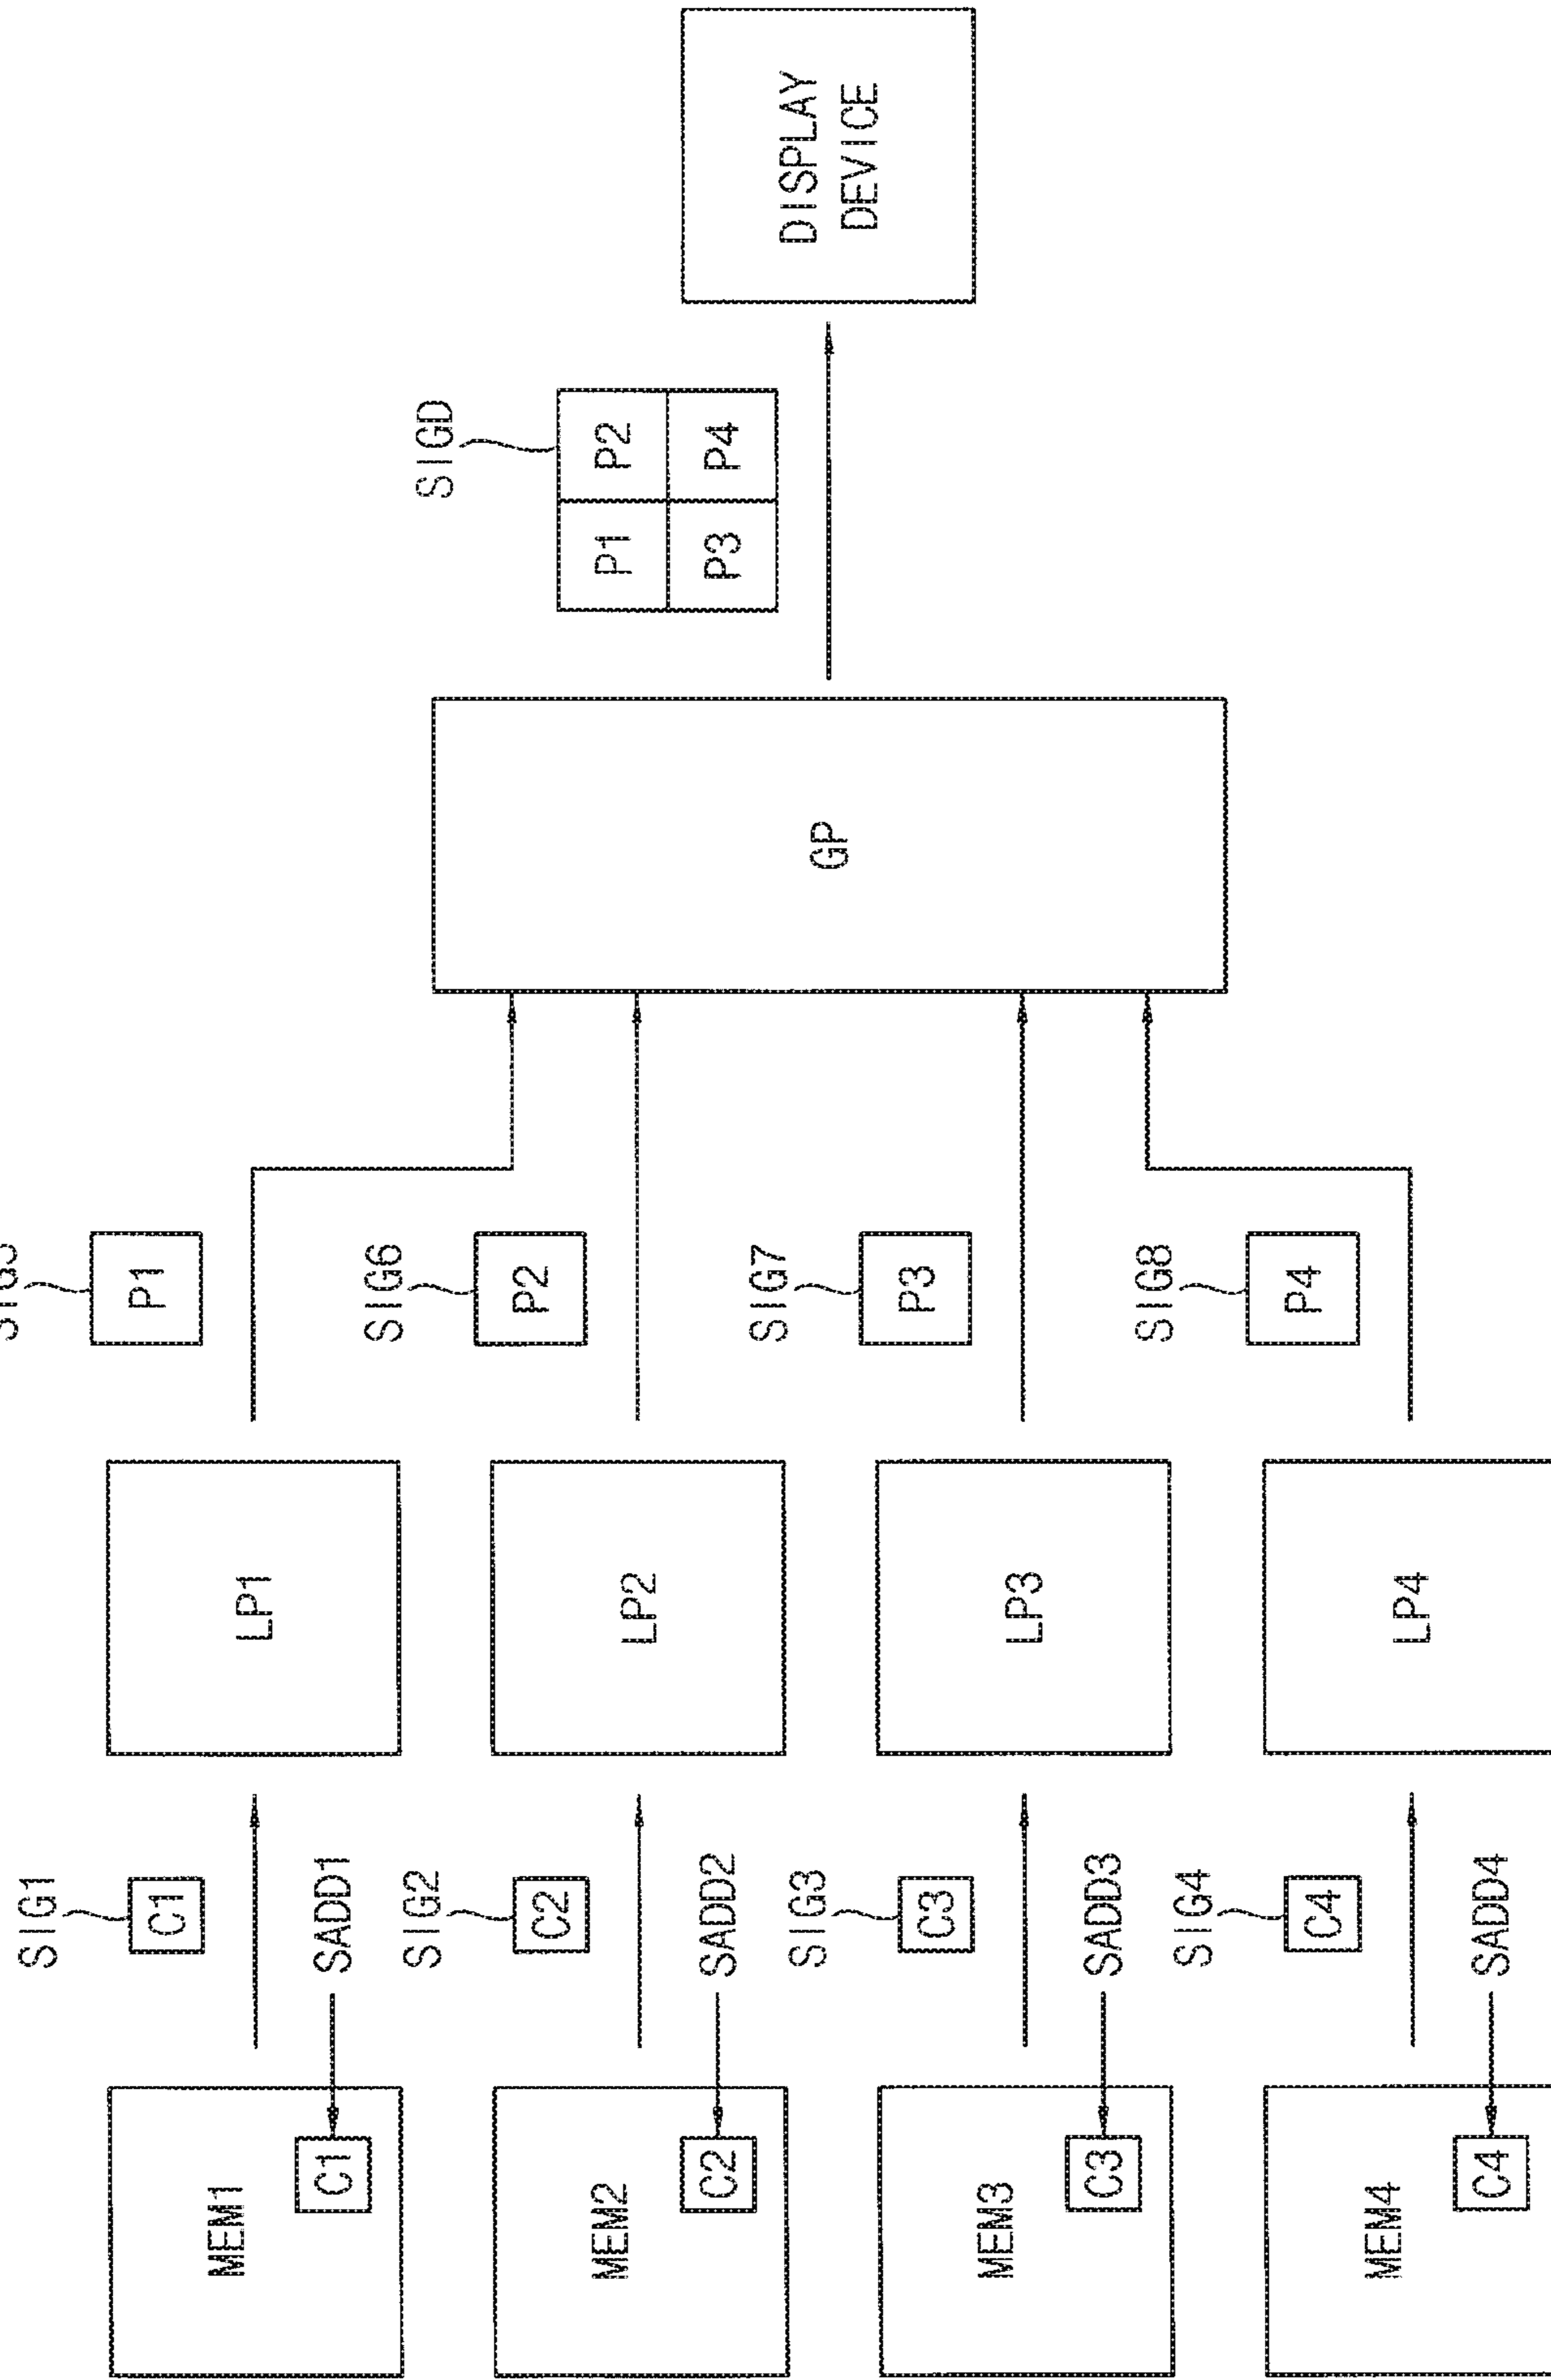 SIG1
C1
P1
MEM1
LP1
C1
SADD1
SIG2
SIG6
SIGD
C2
P2
MEM2
LP2
P1 P2
C2
SADD2
P3 P4
SIG3
SIG7
GP
DISPLAY
DEVICE
C3
P3
MEM3
LP3
C3
SADD3
SIG4
SIG8
C4
P4
MEM4
LP4
C4
SADD4